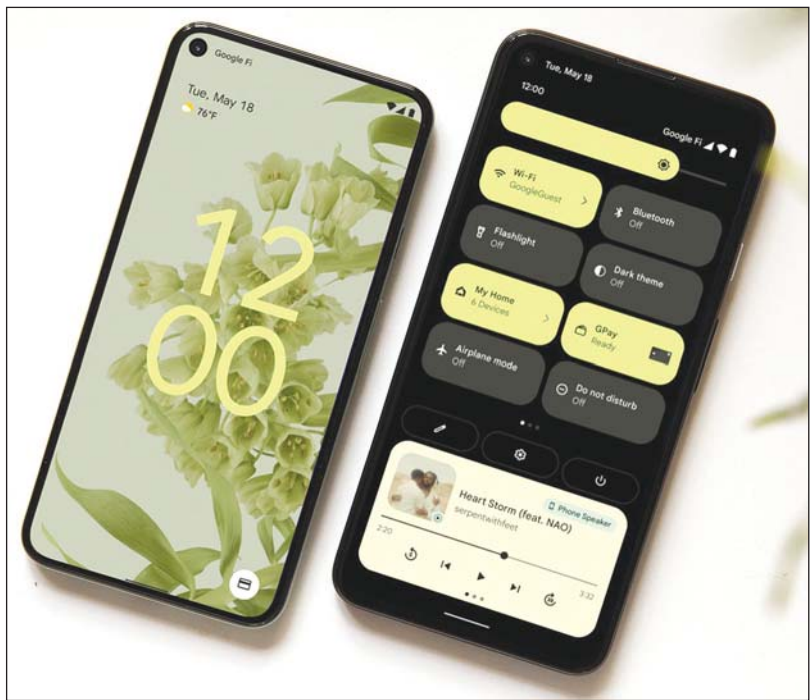 Google Fi
Tue, May 18
76°F
12
00
Tue, May 18
12:00
Google Fi
Wi-Fi
GoogleGuest
Bluetooth
Off
Flashlight
Off
Dark theme
Off
My Home
6 Devices
GPay
Ready
Airplane mode
Off
Do not disturb
Off
Heart Storm (feat. NAO)
serpentwithfeet
Phone Speaker
2:20
3:32